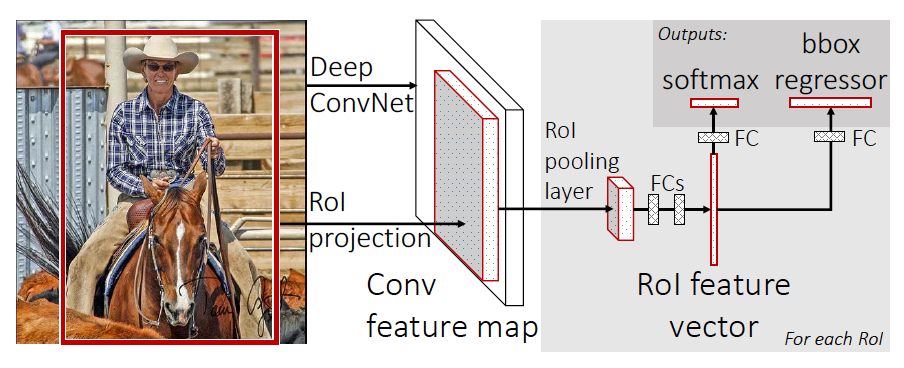 Deep
ConvNet
RoI
projection
Conv
feature map
RoI
pooling
layer
FCs
RoI feature
vector
For each RoI
Outputs:
softmax
bbox
regressor
FC
FC